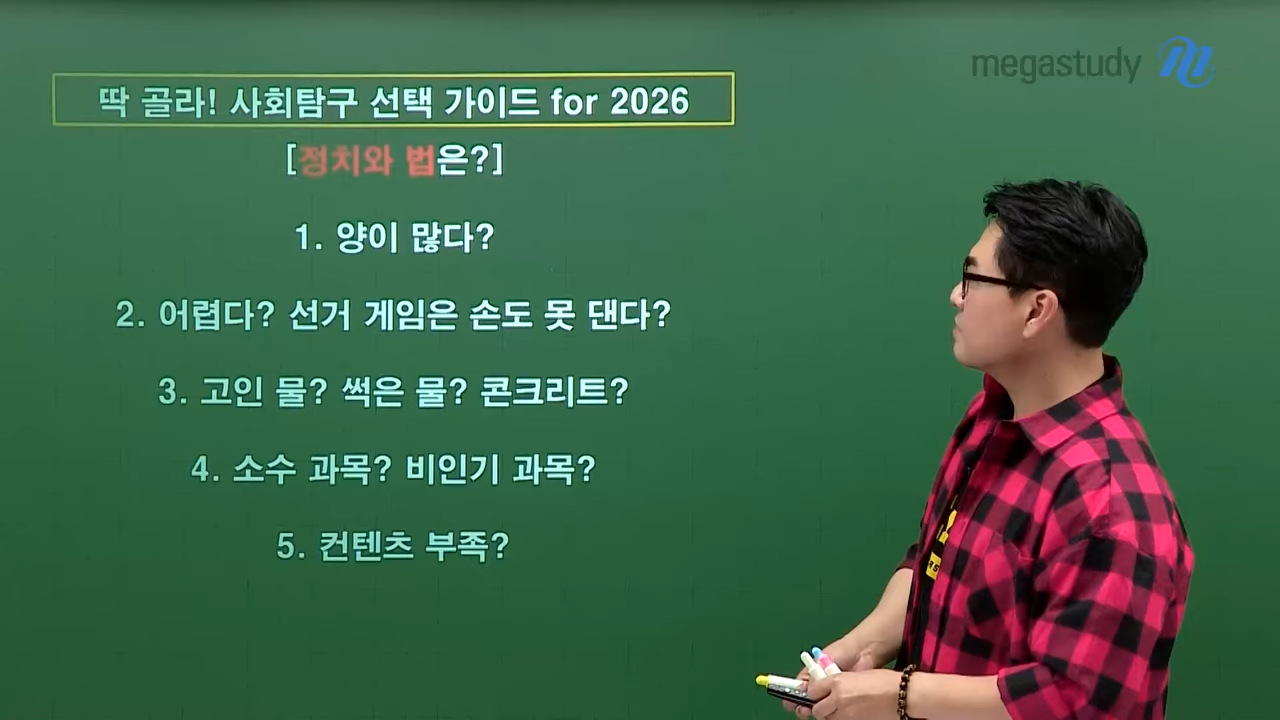 megastudy
딱 골라! 사회탐구 선택 가이드 for 2026
[정치와 법은?]
1. 양이 많다?
2. 어렵다? 선거 게임은 손도 못 댄다?
3. 고인 물? 썩은 물? 콘크리트?
4. 소수 과목? 비인기 과목?
5. 컨텐츠 부족?